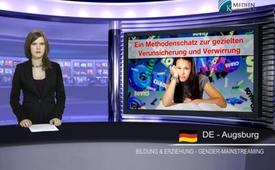 MEDIEN
Ein Methodenschatz zur gezielten
Verunsicherung und Verwirrung
DE - Augsburg
BILDUNG & ERZIEHUNG - GENDER-MAINSTREAMING